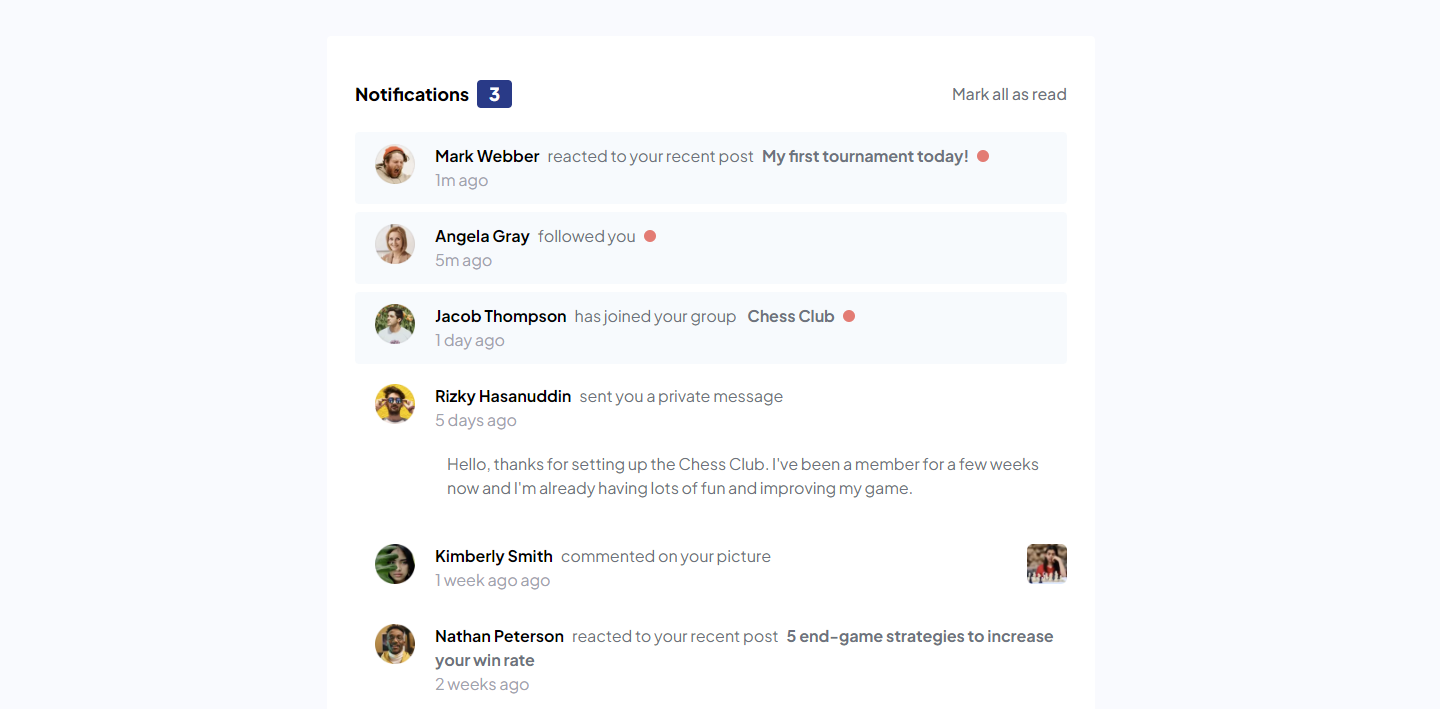 Notifications 3 Mark all as read
Mark Webber reacted to your recent post My first tournament today!
1m ago
Angela Gray followed you
5m ago
Jacob Thompson has joined your group Chess Club
1 day ago
Rizky Hasanuddin sent you a private message
5 days ago
Hello, thanks for setting up the Chess Club. I've been a member for a few weeks
now and I'm already having lots of fun and improving my game.
Kimberly Smith commented on your picture
1 week ago ago
Nathan Peterson reacted to your recent post 5 end-game strategies to increase
your win rate
2 weeks ago